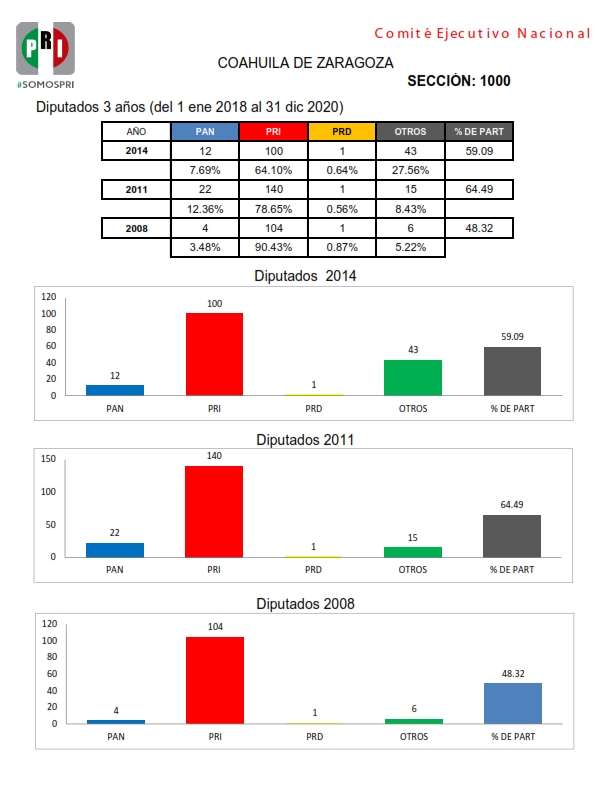 Comité Ejecutivo Nacional
PRI
#SOMOSPRI
COAHUILA DE ZARAGOZA
SECCIÓN: 1000
Diputados 3 años (del 1 ene 2018 al 31 dic 2020)
AÑO PAN PRI PRD OTROS % DE PART
2014 12 100 1 43 59.09
7.69% 64.10% 0.64% 27.56%
2011 22 140 1 15 64.49
12.36% 78.65% 0.56% 8.43%
2008 4 104 1 6 48.32
3.48% 90.43% 0.87% 5.22%
Diputados 2014
120
100
80
60
40
20
0
12 100 1 43 59.09
PAN PRI PRD OTROS % DE PART
Diputados 2011
150
100
50
0
22 140 1 15 64.49
PAN PRI PRD OTROS % DE PART
Diputados 2008
120
100
80
60
40
20
0
4 104 1 6 48.32
PAN PRI PRD OTROS % DE PART